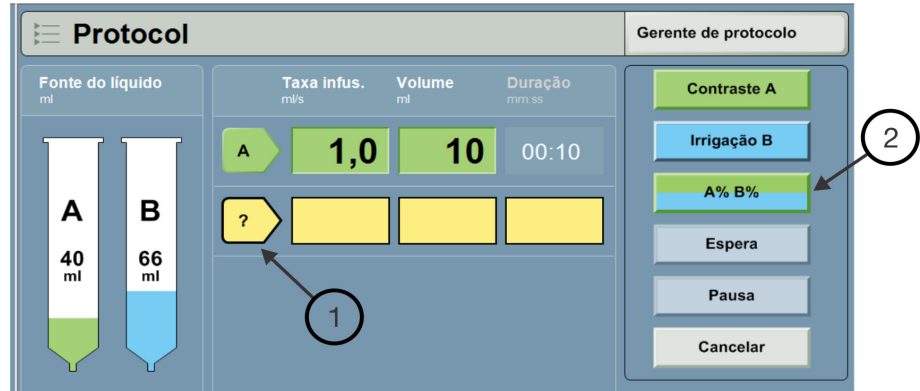 Protocol
Gerente de protocolo
Fonte do líquido
ml
Taxa infus. Volume Duração
ml/s ml mm:ss
A 1,0 10 00:10
?
A B
40 66
ml ml
Contraste A
Irrigação B
A% B%
Espera
Pausa
Cancelar
1
2